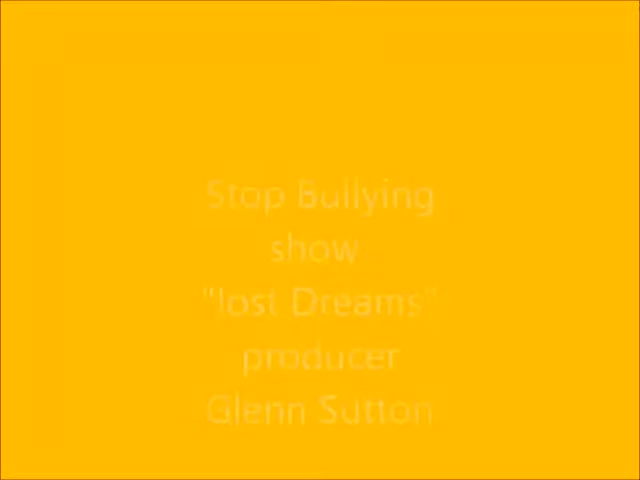 Stop Bullying
show
"lost Dreams"
producer
Glenn Sutton